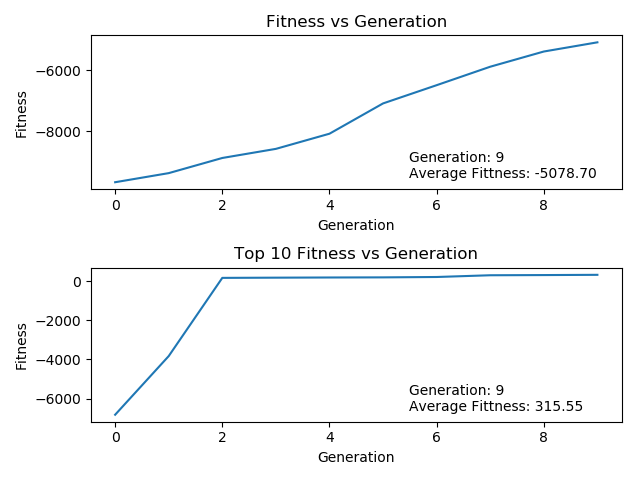 Fitness vs Generation
−6000
−8000
Fitness
Generation: 9
Average Fittness: -5078.70
0 2 4 6 8
Generation
Top 10 Fitness vs Generation
0
−2000
−4000
−6000
Fitness
Generation: 9
Average Fittness: 315.55
0 2 4 6 8
Generation